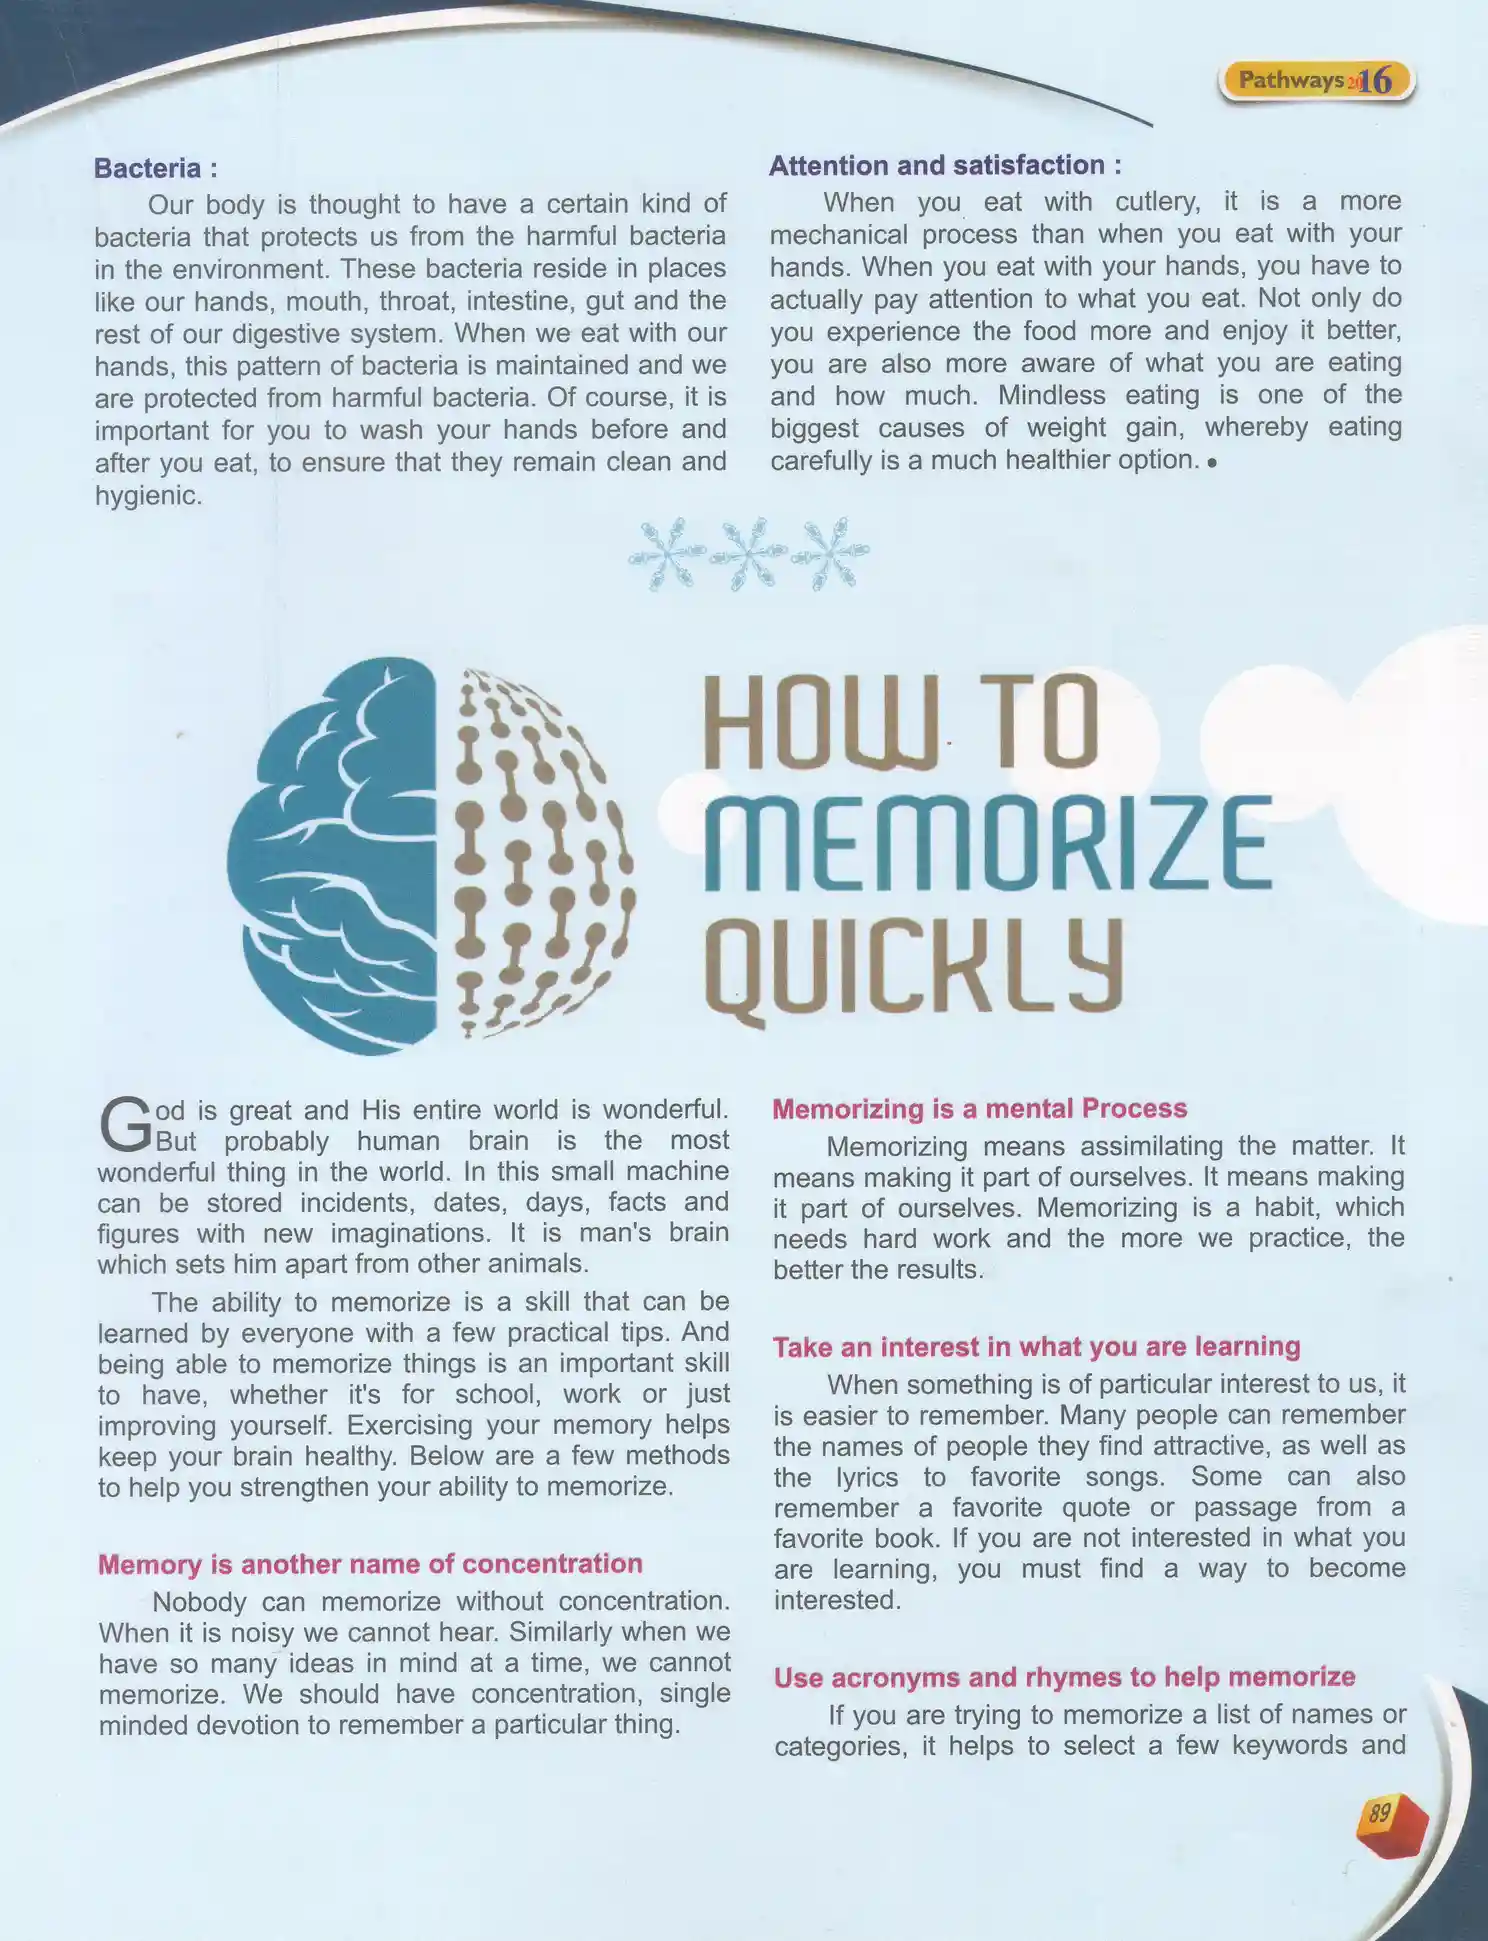 Pathways 2016
Bacteria :
Our body is thought to have a certain kind of
bacteria that protects us from the harmful bacteria
in the environment. These bacteria reside in places
like our hands, mouth, throat, intestine, gut and the
rest of our digestive system. When we eat with our
hands, this pattern of bacteria is maintained and we
are protected from harmful bacteria. Of course, it is
important for you to wash your hands before and
after you eat, to ensure that they remain clean and
hygienic.
Attention and satisfaction :
When you eat with cutlery, it is a more
mechanical process than when you eat with your
hands. When you eat with your hands, you have to
actually pay attention to what you eat. Not only do
you experience the food more and enjoy it better,
you are also more aware of what you are eating
and how much. Mindless eating is one of the
biggest causes of weight gain, whereby eating
carefully is a much healthier option. •
HOW TO
MEMORIZE
QUICKLY
God is great and His entire world is wonderful.
But probably human brain is the most
wonderful thing in the world. In this small machine
can be stored incidents, dates, days, facts and
figures with new imaginations. It is man's brain
which sets him apart from other animals.
The ability to memorize is a skill that can be
learned by everyone with a few practical tips. And
being able to memorize things is an important skill
to have, whether it's for school, work or just
improving yourself. Exercising your memory helps
keep your brain healthy. Below are a few methods
to help you strengthen your ability to memorize.
Memory is another name of concentration
Nobody can memorize without concentration.
When it is noisy we cannot hear. Similarly when we
have so many ideas in mind at a time, we cannot
memorize. We should have concentration, single
minded devotion to remember a particular thing.
Memorizing is a mental Process
Memorizing means assimilating the matter. It
means making it part of ourselves. It means making
it part of ourselves. Memorizing is a habit, which
needs hard work and the more we practice, the
better the results.
Take an interest in what you are learning
When something is of particular interest to us, it
is easier to remember. Many people can remember
the names of people they find attractive, as well as
the lyrics to favorite songs. Some can also
remember a favorite quote or passage from a
favorite book. If you are not interested in what you
are learning, you must find a way to become
interested.
Use acronyms and rhymes to help memorize
If you are trying to memorize a list of names or
categories, it helps to select a few keywords and
89